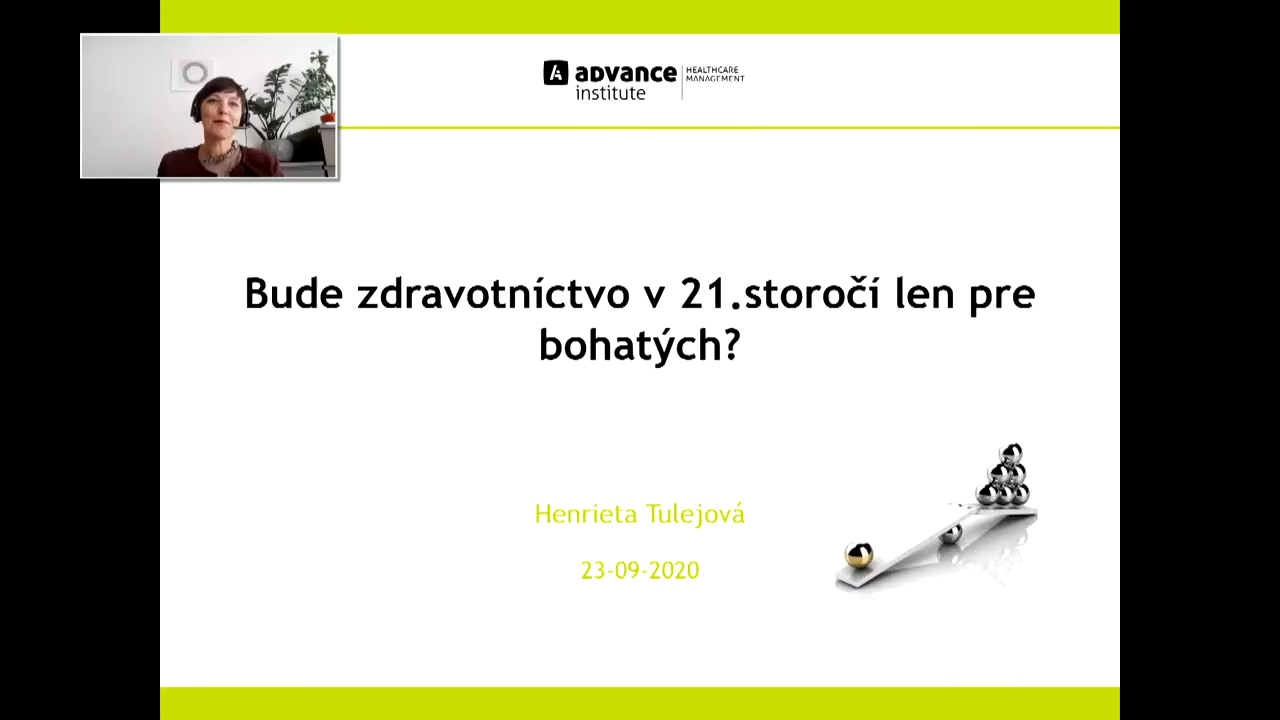 advance
institute
HEALTHCARE
MANAGEMENT
Bude zdravotníctvo v 21.storočí len pre
bohatých?
Henrieta Tulejová
23-09-2020